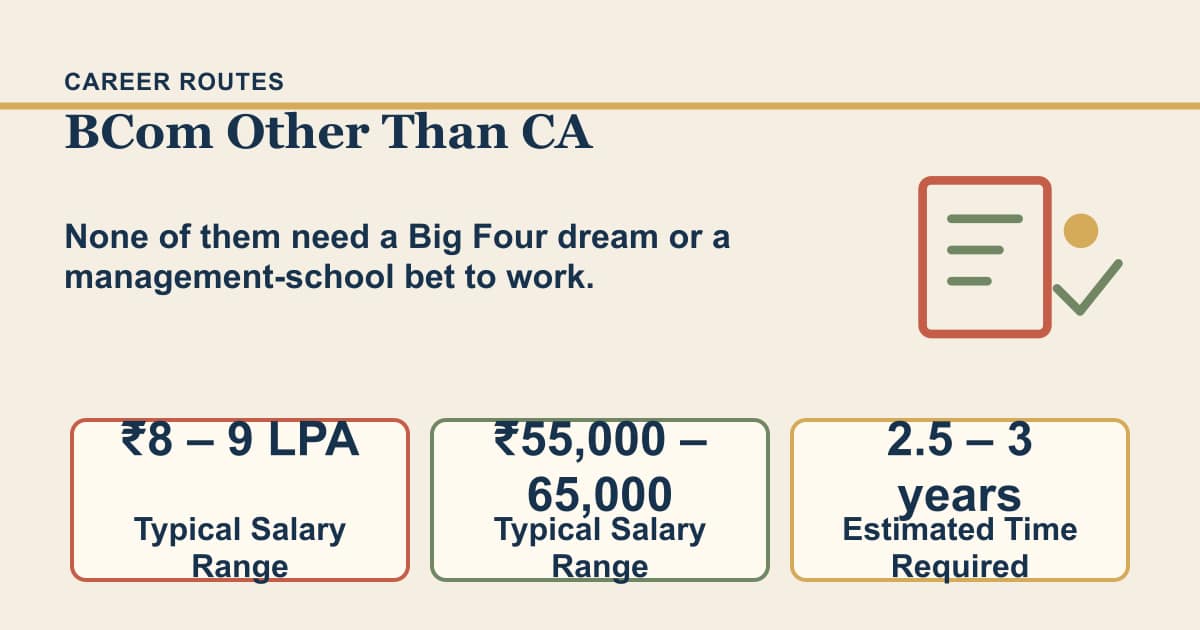 CAREER ROUTES
BCom Other Than CA
None of them need a Big Four dream or a
management-school bet to work.
₹8 – 9 LPA
Typical Salary
Range
₹55,000 –
65,000
Typical Salary
Range
2.5 – 3
years
Estimated Time
Required